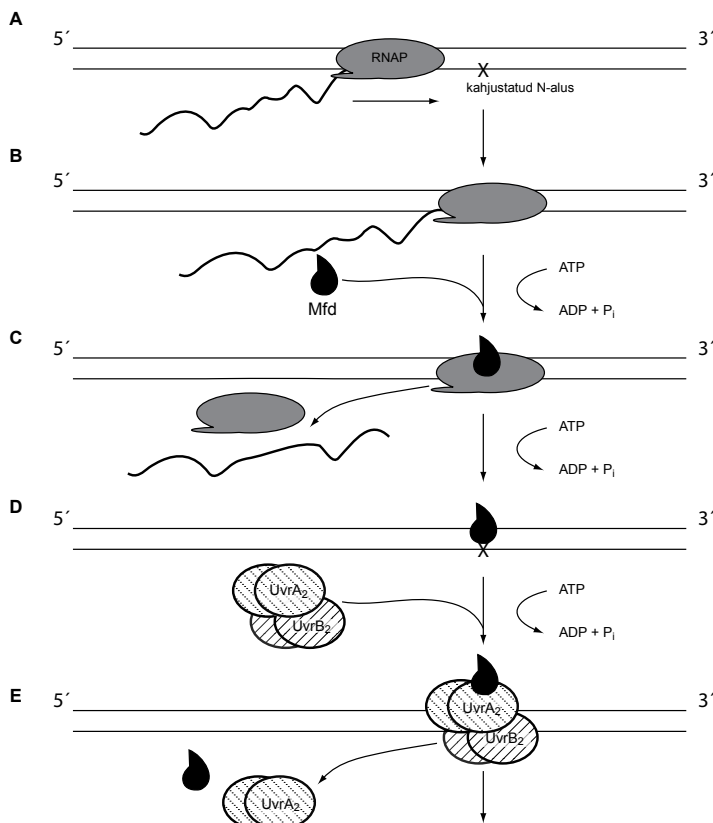 A
5´
3´
RNAP
X
kahjustatud N-alus
B
5´
3´
ATP
Mfd
ADP + Pi
C
5´
3´
ATP
ADP + Pi
D
5´
3´
X
UvrA2
ATP
UvrB2
ADP + Pi
E
5´
3´
UvrA2
UvrB2
UvrA2